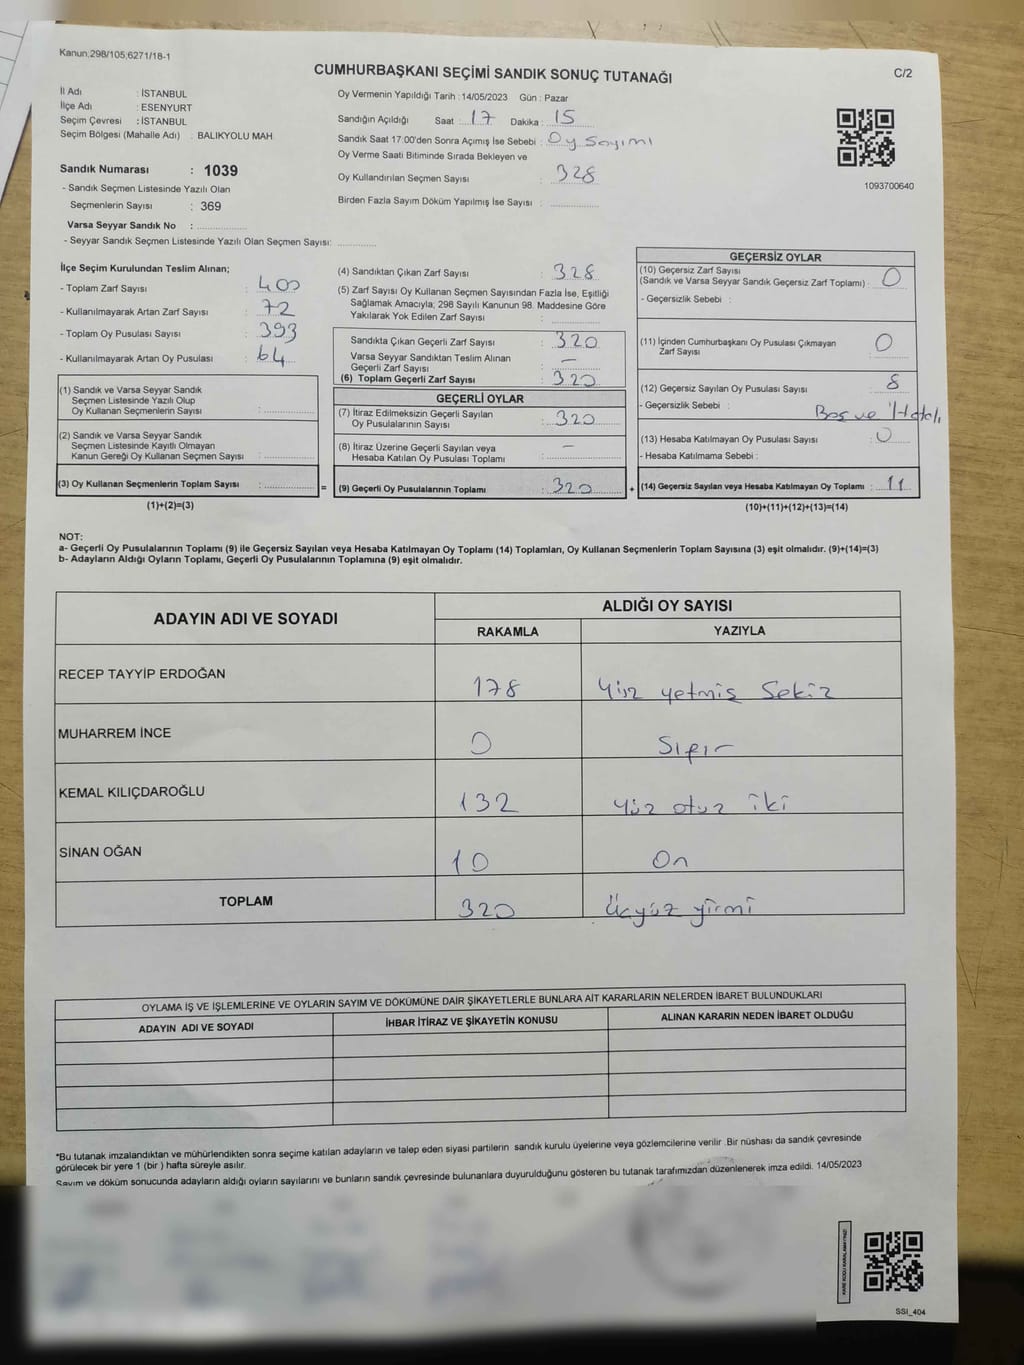 Kanun;298/105;6271/18-1
C/2
CUMHURBAŞKANI SEÇİMİ SANDIK SONUÇ TUTANAĞI
İl Adı : İSTANBUL
İlçe Adı : ESENYURT
Seçim Çevresi : İSTANBUL
Seçim Bölgesi (Mahalle Adı) : BALIKYOLU MAH.
Sandık Numarası : 1039
- Sandık Seçmen Listesinde Yazılı Olan
Seçmenlerin Sayısı : 369
Varsa Seyyar Sandık No :
- Seyyar Sandık Seçmen Listesinde Yazılı Olan Seçmen Sayısı:
Oy Vermenin Yapıldığı Tarih : 14/05/2023 Gün : Pazar
Sandığın Açıldığı Saat : 17 Dakika : 15
Sandık Saat 17:00'den Sonra Açımış İse Sebebi : Oy Sayımı
Oy Verme Saati Bitiminde Sırada Bekleyen ve
Oy Kullandırılan Seçmen Sayısı : 328
Birden Fazla Sayım Döküm Yapılmış İse Sayısı :
1093700640
İlçe Seçim Kurulundan Teslim Alınan;
- Toplam Zarf Sayısı : 400
- Kullanılmayarak Artan Zarf Sayısı : 72
- Toplam Oy Pusulası Sayısı : 393
- Kullanılmayarak Artan Oy Pusulası : 64
(1) Sandık ve Varsa Seyyar Sandık
Seçmen Listesinde Yazılı Olup
Oy Kullanan Seçmenlerin Sayısı :
(2) Sandık ve Varsa Seyyar Sandık
Seçmen Listesinde Kayıtlı Olmayan
Kanun Gereği Oy Kullanan Seçmen Sayısı :
(3) Oy Kullanan Seçmenlerin Toplam Sayısı : =
(1)+(2)=(3)
(4) Sandıktan Çıkan Zarf Sayısı : 328
(5) Zarf Sayısı Oy Kullanan Seçmen Sayısından Fazla İse, Eşitliği
Sağlamak Amacıyla; 298 Sayılı Kanunun 98. Maddesine Göre
Yakılarak Yok Edilen Zarf Sayısı :
Sandıkta Çıkan Geçerli Zarf Sayısı : 320
Varsa Seyyar Sandıktan Teslim Alınan
Geçerli Zarf Sayısı : —
(6) Toplam Geçerli Zarf Sayısı : 320
GEÇERLİ OYLAR
(7) İtiraz Edilmeksizin Geçerli Sayılan
Oy Pusulalarının Sayısı : 320
(8) İtiraz Üzerine Geçerli Sayılan veya
Hesaba Katılan Oy Pusulası Toplamı : —
(9) Geçerli Oy Pusulalarının Toplamı : 320 +
GEÇERSİZ OYLAR
(10) Geçersiz Zarf Sayısı
(Sandık ve Varsa Seyyar Sandık Geçersiz Zarf Toplamı) : 0
- Geçersizlik Sebebi :
(11) İçinden Cumhurbaşkanı Oy Pusulası Çıkmayan
Zarf Sayısı : 0
(12) Geçersiz Sayılan Oy Pusulası Sayısı : 8
- Geçersizlik Sebebi : Boş ve Hatalı
(13) Hesaba Katılmayan Oy Pusulası Sayısı : 0
- Hesaba Katılmama Sebebi :
(14) Geçersiz Sayılan veya Hesaba Katılmayan Oy Toplamı : 11
(10)+(11)+(12)+(13)=(14)
NOT:
a- Geçerli Oy Pusulalarının Toplamı (9) ile Geçersiz Sayılan veya Hesaba Katılmayan Oy Toplamı (14) Toplamları, Oy Kullanan Seçmenlerin Toplam Sayısına (3) eşit olmalıdır. (9)+(14)=(3)
b- Adayların Aldığı Oyların Toplamı, Geçerli Oy Pusulalarının Toplamına (9) eşit olmalıdır.
ADAYIN ADI VE SOYADI
ALDIĞI OY SAYISI
RAKAMLA YAZIYLA
RECEP TAYYİP ERDOĞAN 178 Yüz yetmiş Sekiz
MUHARREM İNCE 0 Sıfır
KEMAL KILIÇDAROĞLU 132 Yüz otuz iki
SİNAN OĞAN 10 On
TOPLAM 320 Üçyüz yirmi
OYLAMA İŞ VE İŞLEMLERİNE VE OYLARIN SAYIM VE DÖKÜMÜNE DAİR ŞİKAYETLERLE BUNLARA AİT KARARLARIN NELERDEN İBARET BULUNDUKLARI
ADAYIN ADI VE SOYADI İHBAR İTİRAZ VE ŞİKAYETİN KONUSU ALINAN KARARIN NEDEN İBARET OLDUĞU
*Bu tutanak imzalandıktan ve mühürlendikten sonra seçime katılan adayların ve talep eden siyasi partilerin sandık kurulu üyelerine veya gözlemcilerine verilir .Bir nüshası da sandık çevresinde
görülecek bir yere 1 (bir ) hafta süreyle asılır.
Sayım ve döküm sonucunda adayların aldığı oyların sayılarını ve bunların sandık çevresinde bulunanlara duyurulduğunu gösteren bu tutanak tarafımızdan düzenlenerek imza edildi. 14/05/2023
KARE KODU KARALAMAYINIZ!
SSI_404